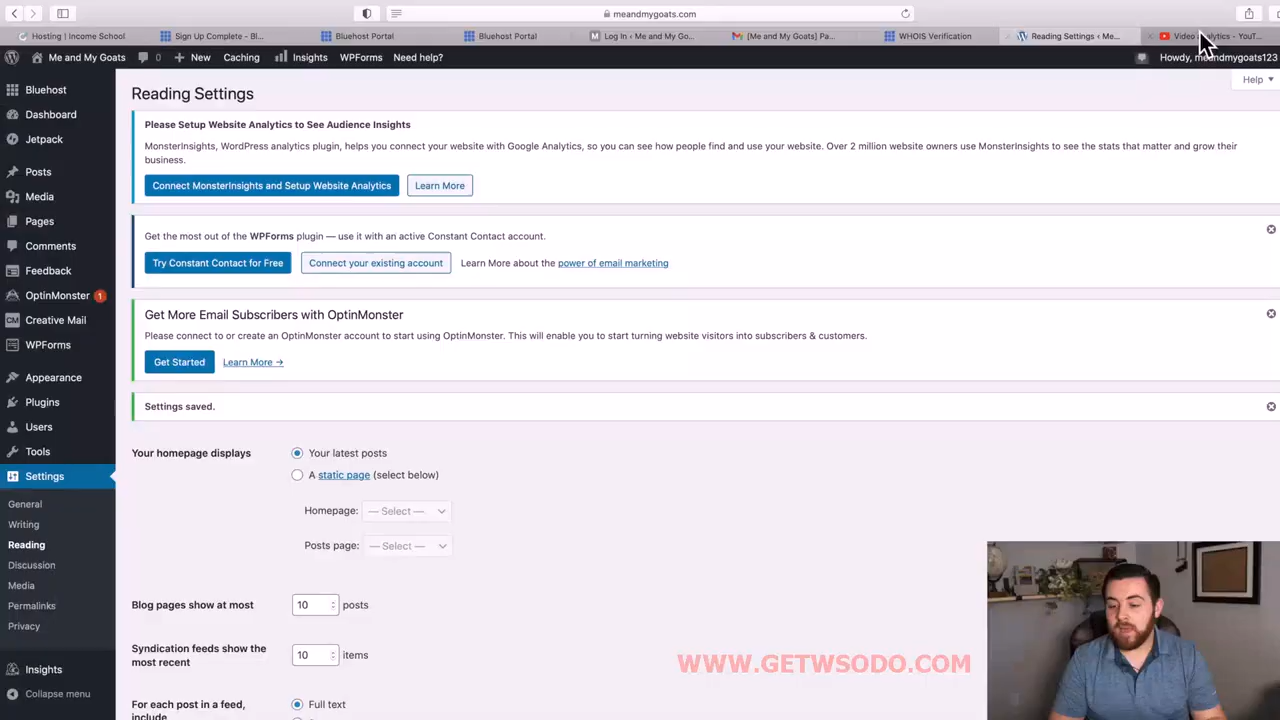 meandmygoats.com
Hosting | Income School
Sign Up Complete - Bl...
Bluehost Portal
Bluehost Portal
Log In ‹ Me and My Go...
[Me and My Goats] Pa...
WHOIS Verification
Reading Settings ‹ Me...
Video Analytics - YouT...
Me and My Goats
0
+ New
Caching
Insights
WPForms
Need help?
Howdy, meandmygoats123
Help
Bluehost
Dashboard
Jetpack
Posts
Media
Pages
Comments
Feedback
OptinMonster 1
Creative Mail
WPForms
Appearance
Plugins
Users
Tools
Settings
General
Writing
Reading
Discussion
Media
Permalinks
Privacy
Insights
Collapse menu
Reading Settings
Please Setup Website Analytics to See Audience Insights
MonsterInsights, WordPress analytics plugin, helps you connect your website with Google Analytics, so you can see how people find and use your website. Over 2 million website owners use MonsterInsights to see the stats that matter and grow their
business.
Connect MonsterInsights and Setup Website Analytics
Learn More
Get the most out of the WPForms plugin — use it with an active Constant Contact account.
Try Constant Contact for Free
Connect your existing account
Learn More about the power of email marketing
Get More Email Subscribers with OptinMonster
Please connect to or create an OptinMonster account to start using OptinMonster. This will enable you to start turning website visitors into subscribers & customers.
Get Started
Learn More →
Settings saved.
Your homepage displays
Your latest posts
A static page (select below)
Homepage: — Select —
Posts page: — Select —
Blog pages show at most
10 posts
Syndication feeds show the
most recent
10 items
For each post in a feed,
include
Full text
WWW.GETWSODO.COM